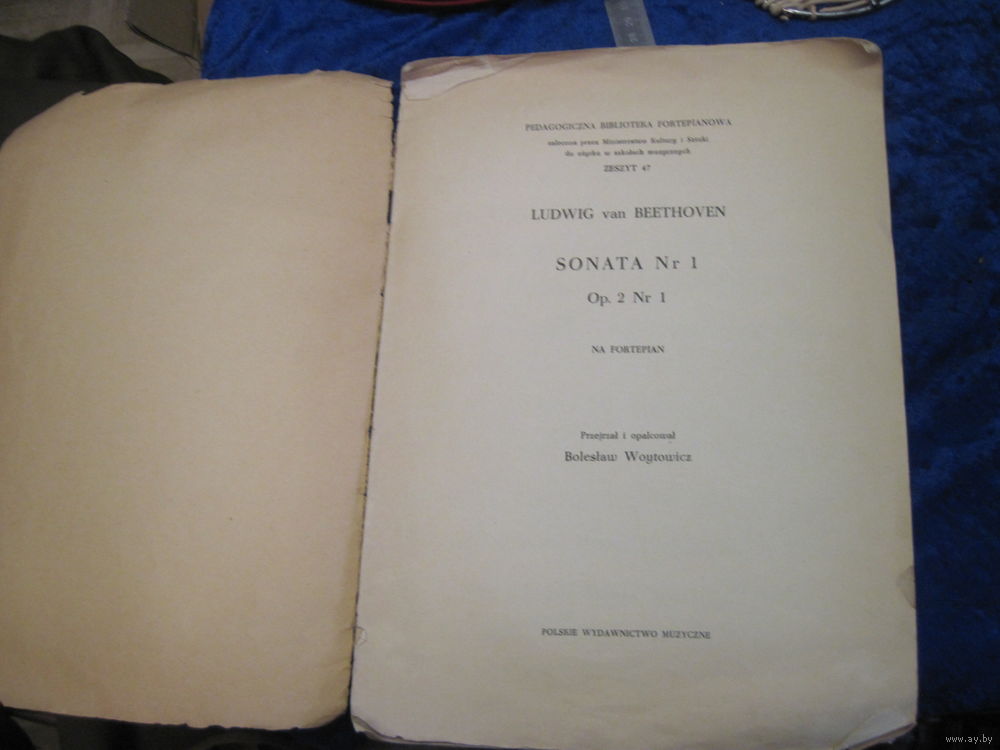 PEDAGOGICZNA BIBLIOTEKA FORTEPIANOWA
zalecona przez Ministerstwo Kultury i Sztuki
do użytku w szkołach muzycznych
ZESZYT 47
LUDWIG van BEETHOVEN
SONATA Nr 1
Op. 2 Nr 1
NA FORTEPIAN
Przejrzał i opalcował
Bolesław Woytowicz
POLSKIE WYDAWNICTWO MUZYCZNE
www.ay.by